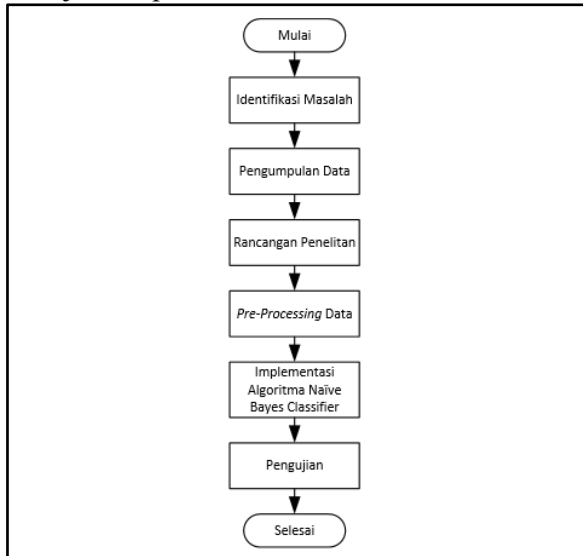 Mulai
Identifikasi Masalah
Pengumpulan Data
Rancangan Penelitan
Pre-Processing Data
Implementasi
Algoritma Naïve
Bayes Classifier
Pengujian
Selesai